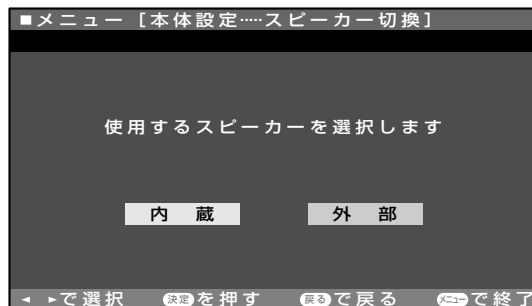 ■メニュー [本体設定……スピーカー切換]
使用するスピーカーを選択します
内 蔵 外 部
◄ ►で選択 決定を押す 戻るで戻る メニューで終了